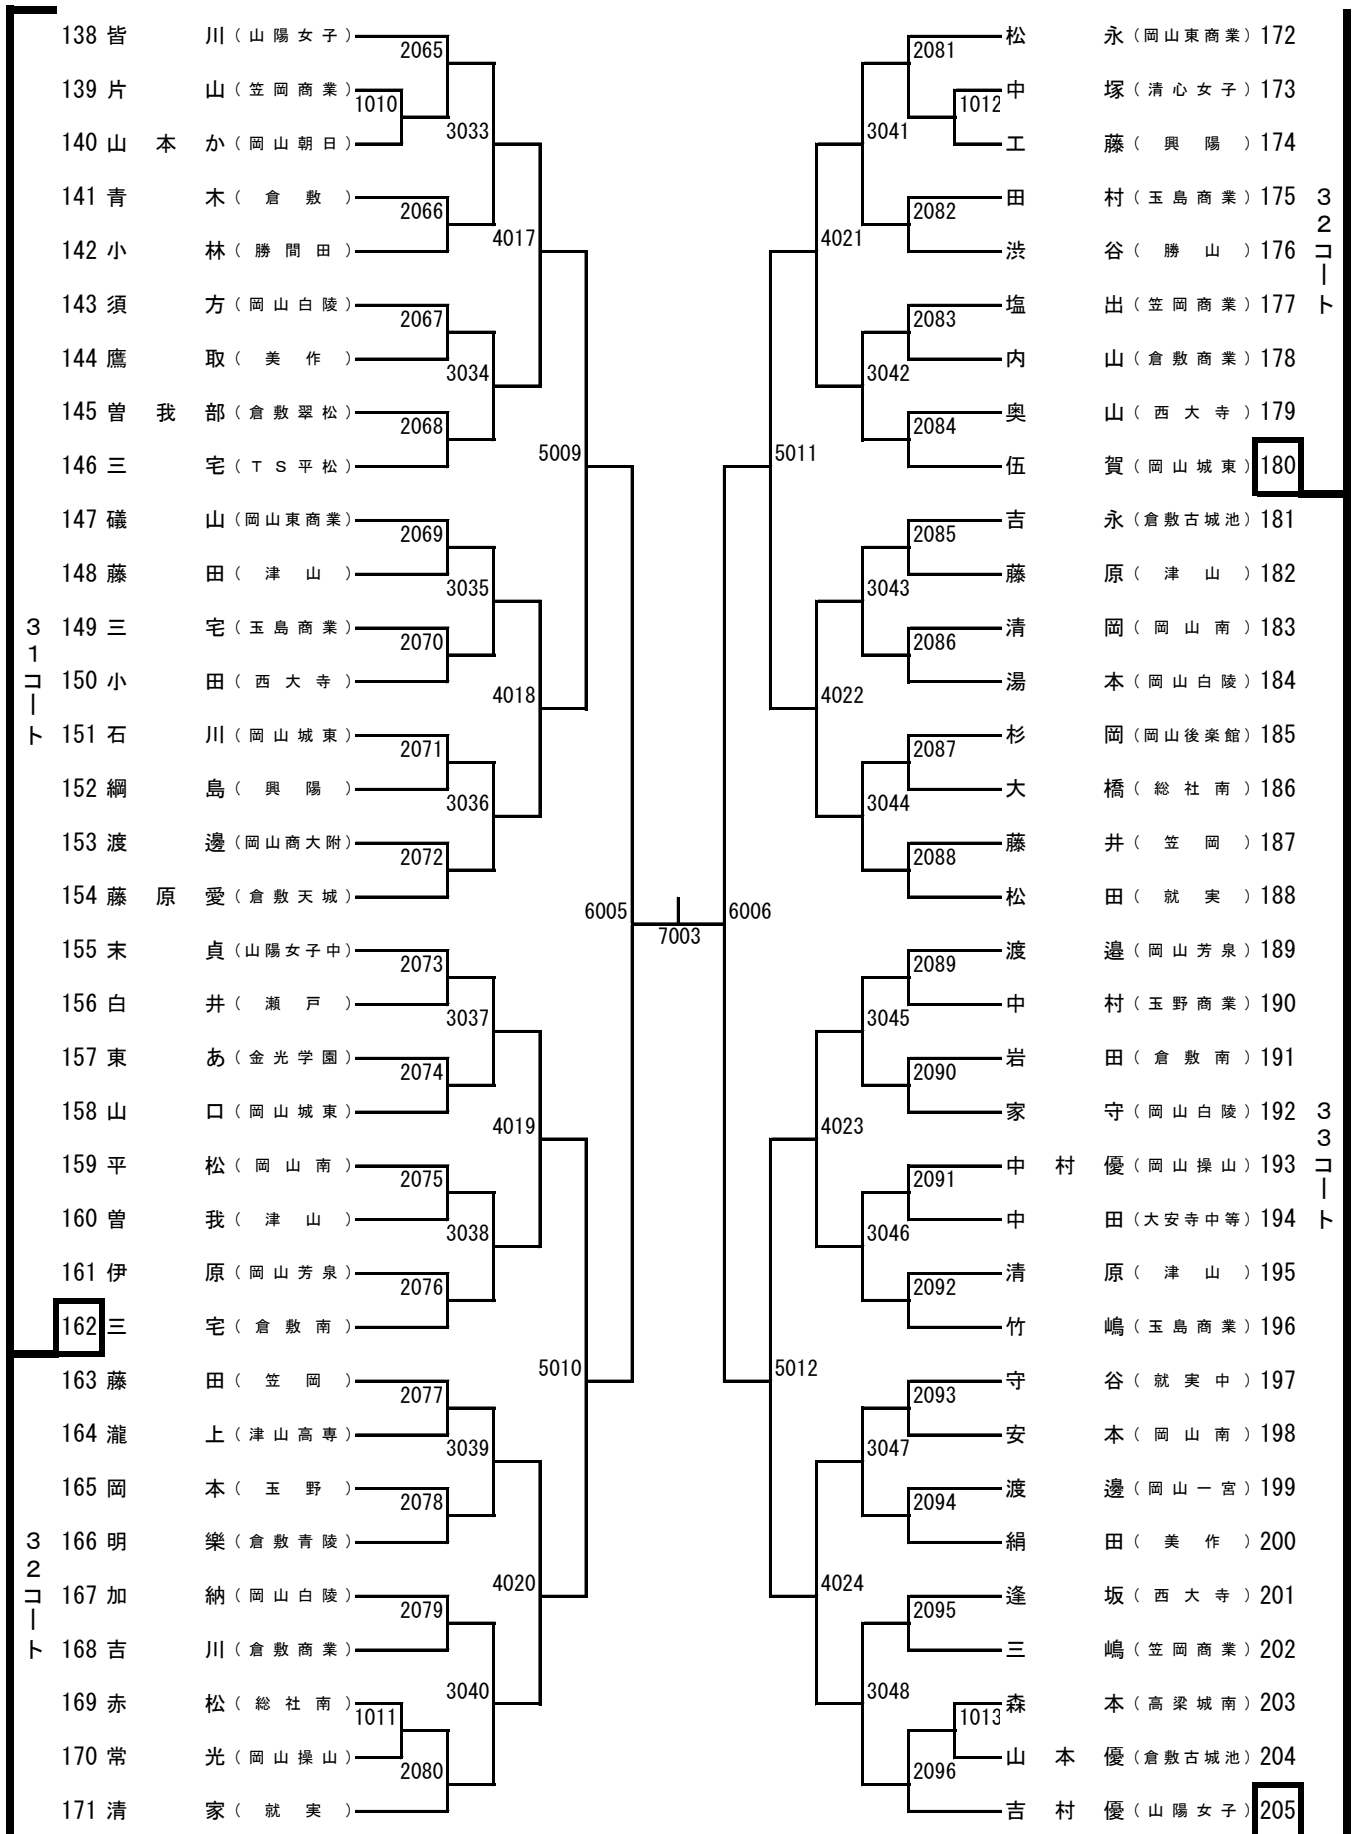 138 皆川（山陽女子）
2065
139 片山（笠岡商業）
1010
3033
140 山本か（岡山朝日）
141 青木（倉敷）
2066
4017
142 小林（勝間田）
143 須方（岡山白陵）
2067
144 鷹取（美作）
3034
145 曽我部（倉敷翠松）
2068
5009
146 三宅（ＴＳ平松）
147 礒山（岡山東商業）
2069
148 藤田（津山）
3035
149 三宅（玉島商業）
2070
150 小田（西大寺）
4018
151 石川（岡山城東）
2071
152 綱島（興陽）
3036
153 渡邊（岡山商大附）
2072
154 藤原愛（倉敷天城）
6005
155 末貞（山陽女子中）
2073
156 白井（瀬戸）
3037
157 東あ（金光学園）
2074
158 山口（岡山城東）
4019
159 平松（岡山南）
2075
160 曽我（津山）
3038
161 伊原（岡山芳泉）
2076
162 三宅（倉敷南）
5010
163 藤田（笠岡）
2077
164 瀧上（津山高専）
3039
165 岡本（玉野）
2078
166 明樂（倉敷青陵）
4020
167 加納（岡山白陵）
2079
168 吉川（倉敷商業）
3040
169 赤松（総社南）
1011
170 常光（岡山操山）
2080
171 清家（就実）
31コート
32コート
7003
松永（岡山東商業）172
2081
中塚（清心女子）173
1012
3041
工藤（興陽）174
田村（玉島商業）175
2082
4021
渋谷（勝山）176
塩出（笠岡商業）177
2083
内山（倉敷商業）178
3042
奥山（西大寺）179
2084
5011
伍賀（岡山城東）180
吉永（倉敷古城池）181
2085
藤原（津山）182
3043
清岡（岡山南）183
2086
湯本（岡山白陵）184
4022
杉岡（岡山後楽館）185
2087
大橋（総社南）186
3044
藤井（笠岡）187
2088
松田（就実）188
6006
渡邉（岡山芳泉）189
2089
中村（玉野商業）190
3045
岩田（倉敷南）191
2090
家守（岡山白陵）192
4023
中村優（岡山操山）193
2091
中田（大安寺中等）194
3046
清原（津山）195
2092
竹嶋（玉島商業）196
5012
守谷（就実中）197
2093
安本（岡山南）198
3047
渡邊（岡山一宮）199
2094
絹田（美作）200
4024
逢坂（西大寺）201
2095
三嶋（笠岡商業）202
3048
森本（高梁城南）203
1013
山本優（倉敷古城池）204
2096
吉村優（山陽女子）205
32コート
33コート